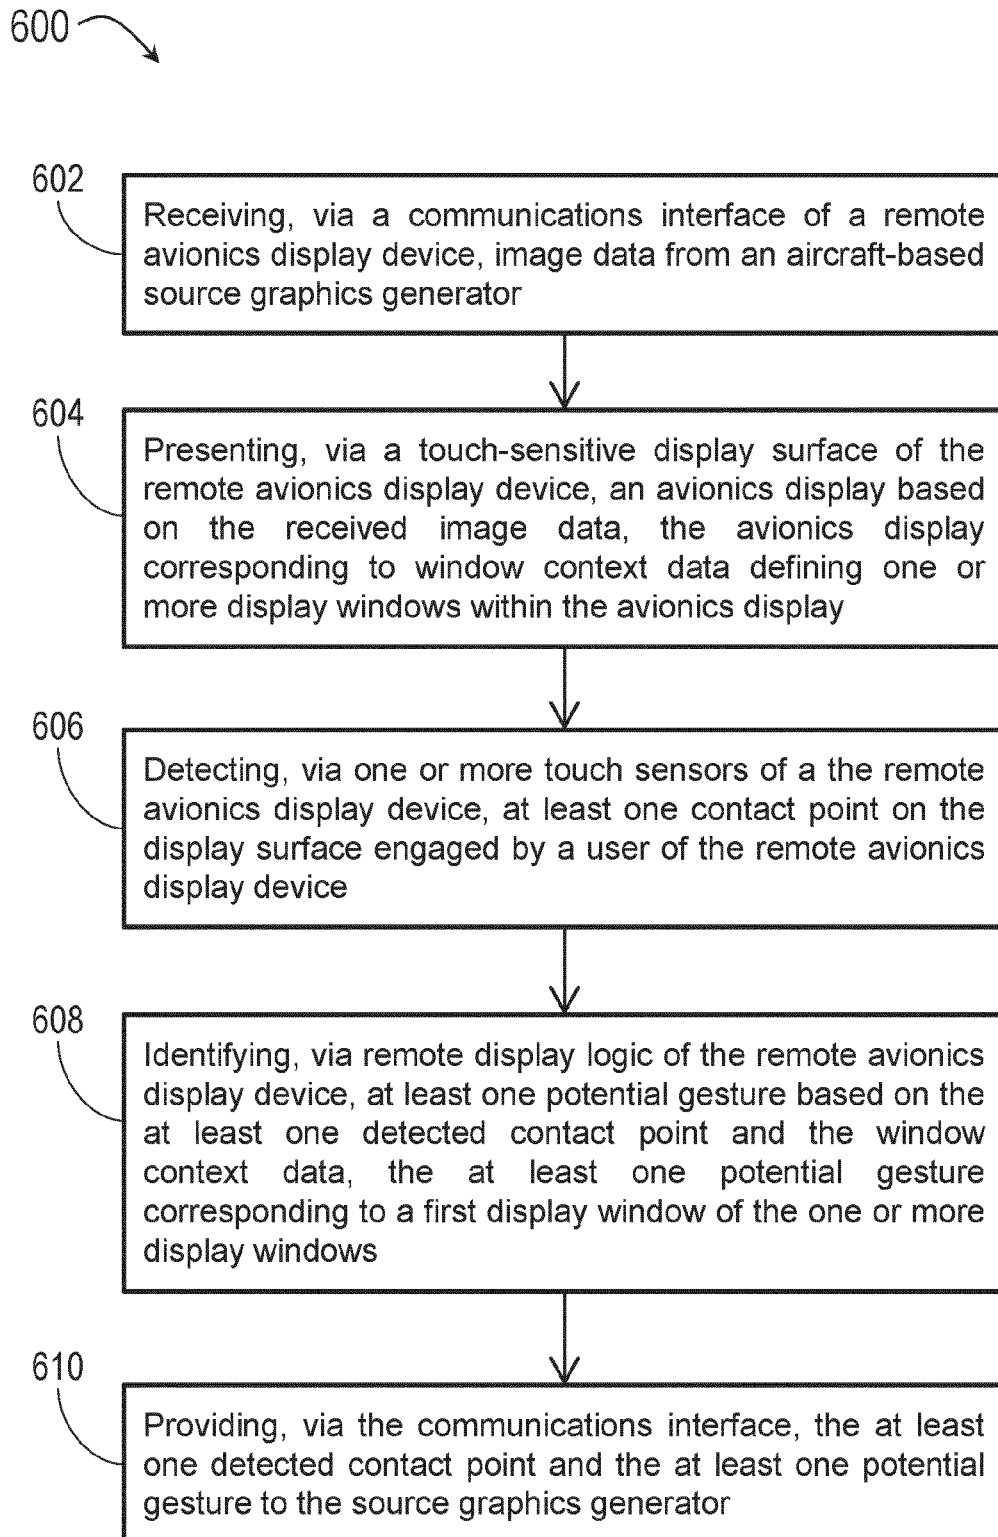 600
602
Receiving, via a communications interface of a remote
avionics display device, image data from an aircraft-based
source graphics generator
604
Presenting, via a touch-sensitive display surface of the
remote avionics display device, an avionics display based
on the received image data, the avionics display
corresponding to window context data defining one or
more display windows within the avionics display
606
Detecting, via one or more touch sensors of a the remote
avionics display device, at least one contact point on the
display surface engaged by a user of the remote avionics
display device
608
Identifying, via remote display logic of the remote avionics
display device, at least one potential gesture based on the
at least one detected contact point and the window
context data, the at least one potential gesture
corresponding to a first display window of the one or more
display windows
610
Providing, via the communications interface, the at least
one detected contact point and the at least one potential
gesture to the source graphics generator